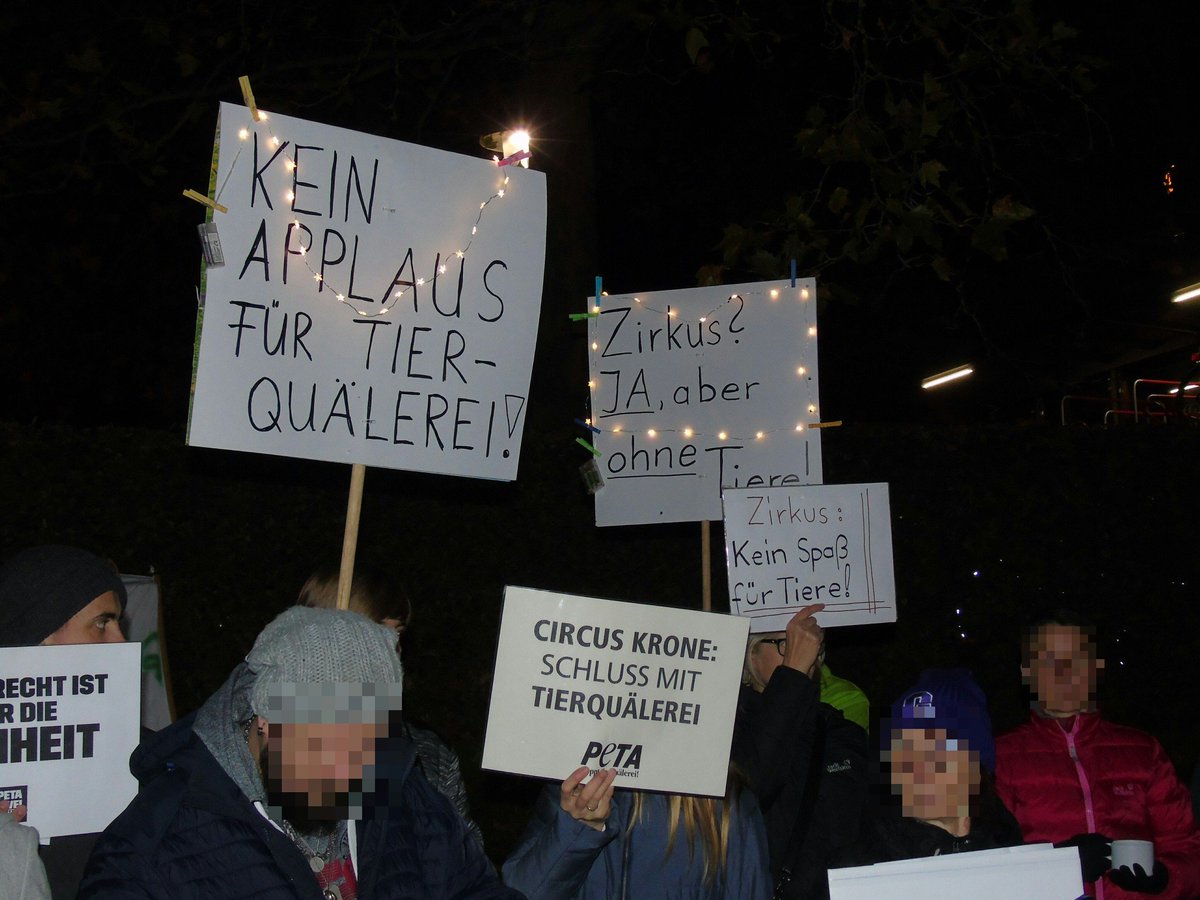 KEIN
APPLAUS
FÜR TIER-
QUÄLEREI!
Zirkus?
JA, aber
ohne Tiere!
Zirkus:
Kein Spaß
für Tiere!
CIRCUS KRONE:
SCHLUSS MIT
TIERQUÄLEREI
PETA
RECHT IST
R DIE
HEIT
PETA